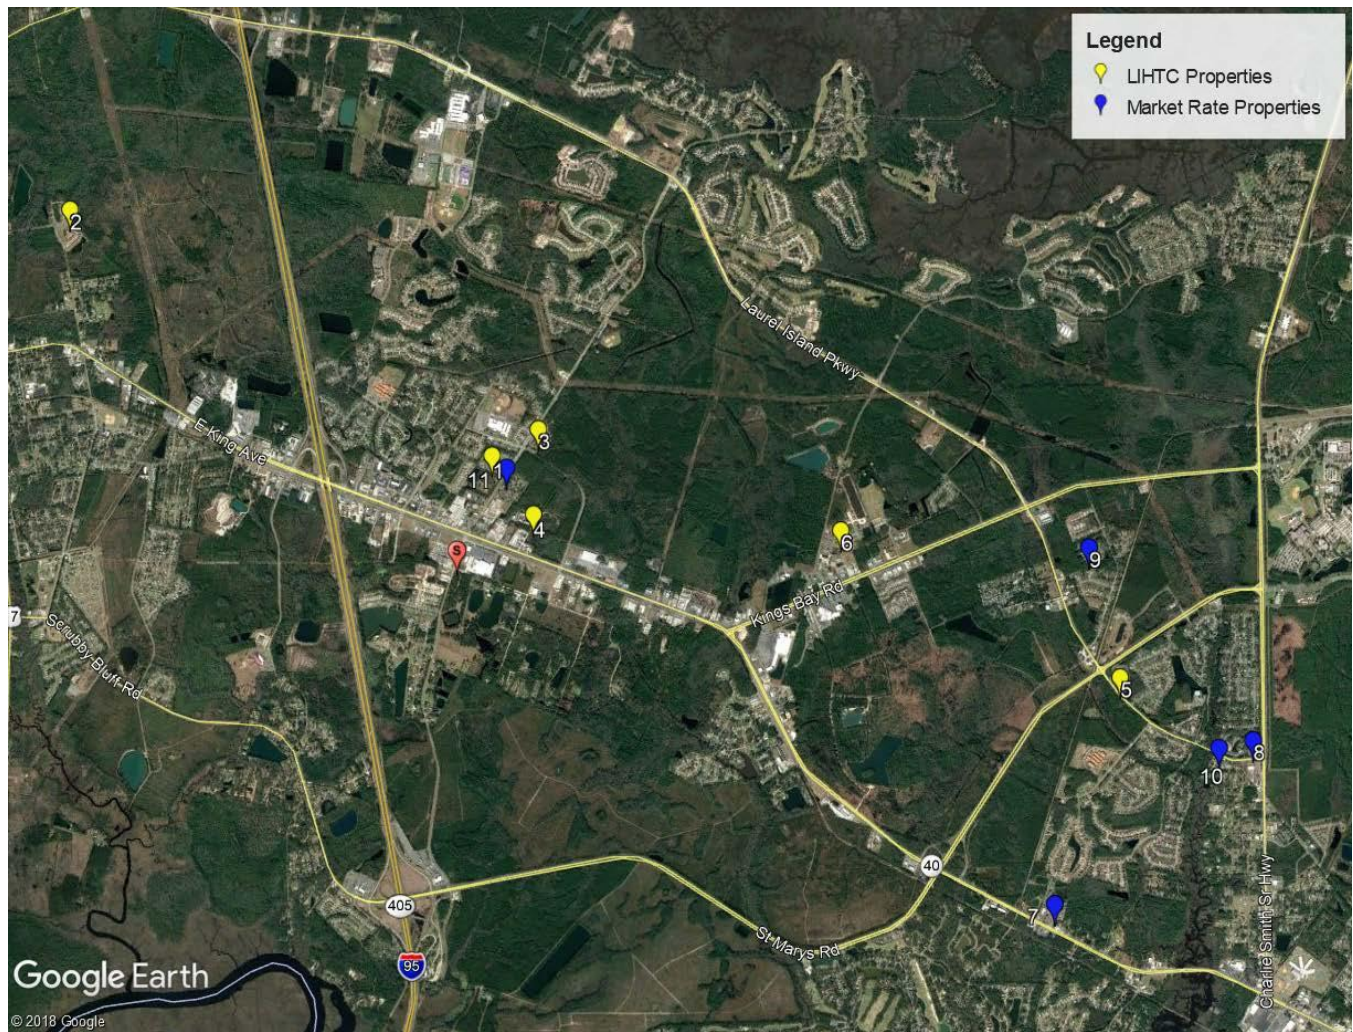 Legend
LIHTC Properties
Market Rate Properties
2
Laurel Island Pkwy
E King Ave
3
1
11
4
S
6
9
Kings Bay Rd
7
Scrubby Bluff Rd
5
8
10
40
405
7
St Marys Rd
Charlie Smith Sr Hwy
95
Google Earth
© 2018 Google